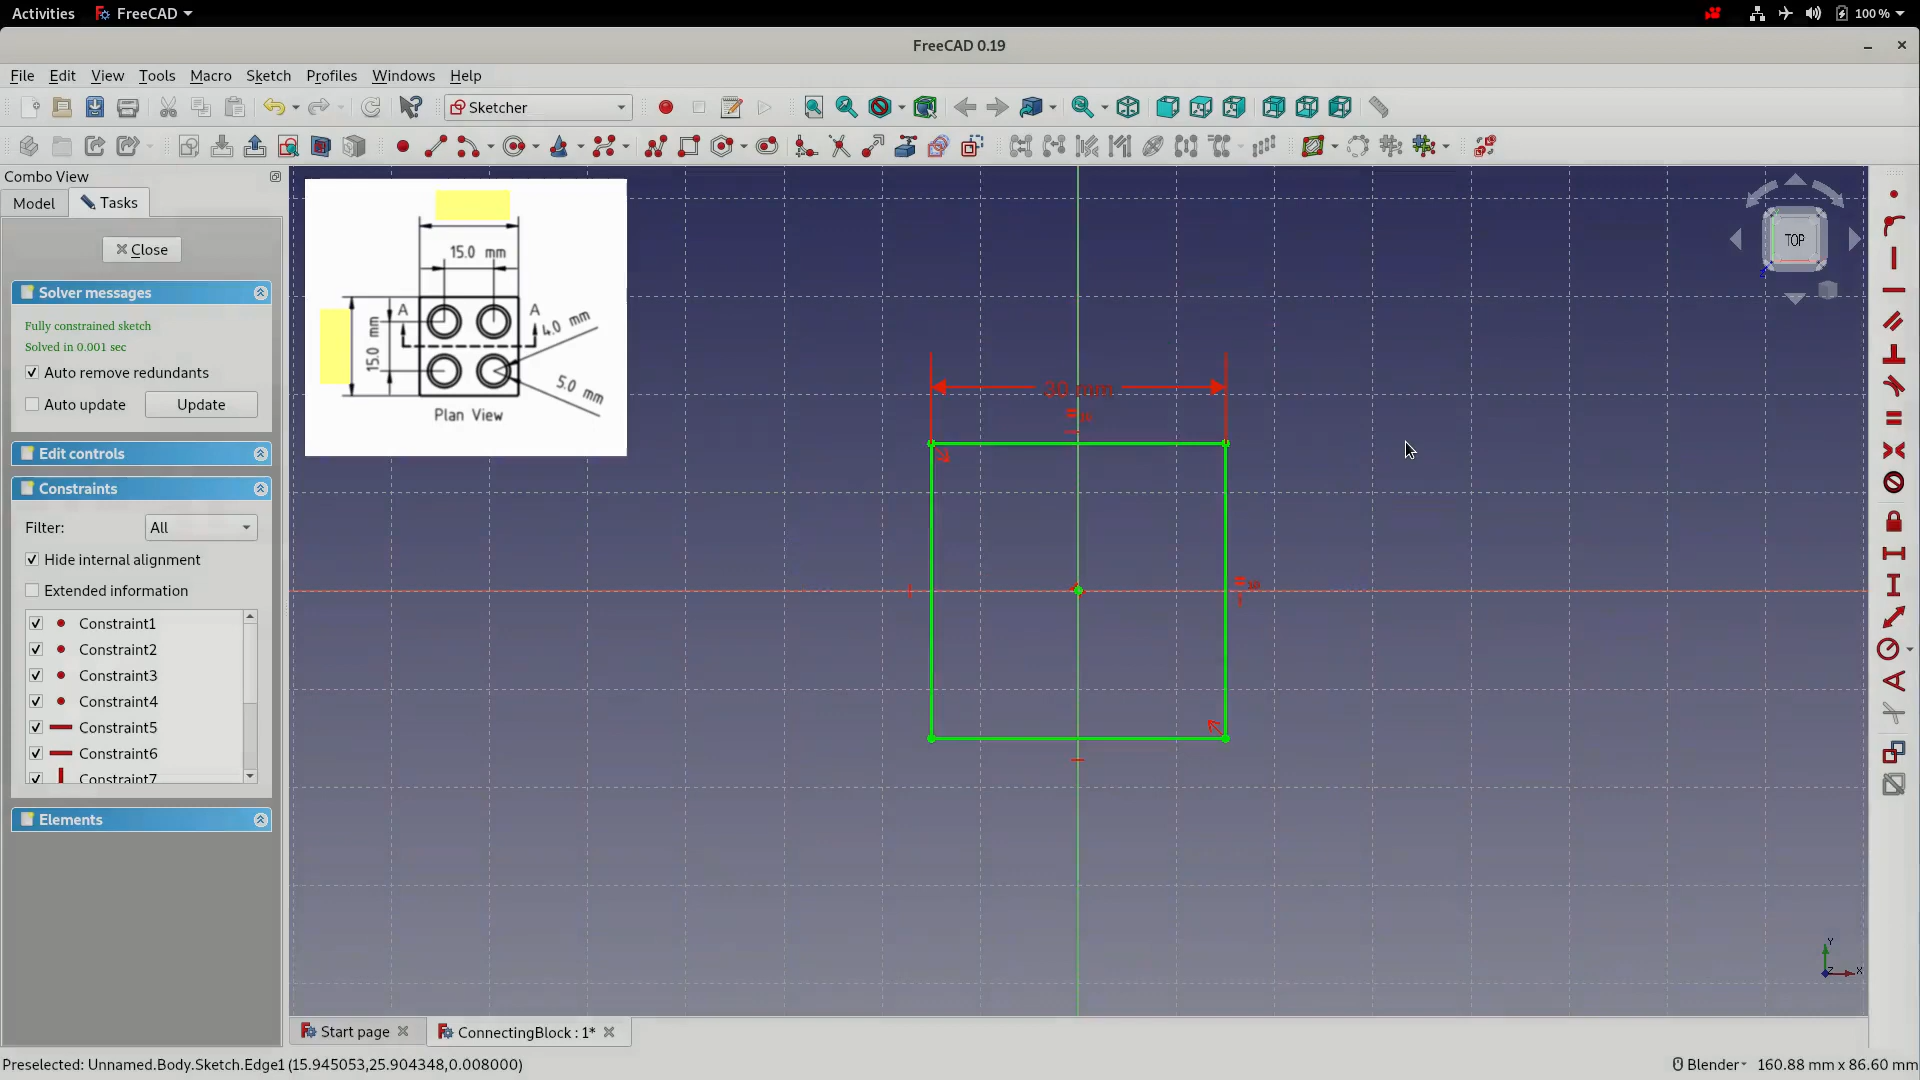 Activities FreeCAD 100 %
FreeCAD 0.19
File Edit View Tools Macro Sketch Profiles Windows Help
Sketcher
Combo View
Model Tasks
Close
Solver messages
Fully constrained sketch
Solved in 0.001 sec
Auto remove redundants
Auto update Update
Edit controls
Constraints
Filter: All
Hide internal alignment
Extended information
Constraint1
Constraint2
Constraint3
Constraint4
Constraint5
Constraint6
Constraint7
Elements
15.0 mm
A A
4.0 mm
15.0 mm
5.0 mm
Plan View
30 mm
TOP
Y
Z X
Start page ConnectingBlock : 1*
Preselected: Unnamed.Body.Sketch.Edge1 (15.945053,25.904348,0.008000) Blender 160.88 mm x 86.60 mm